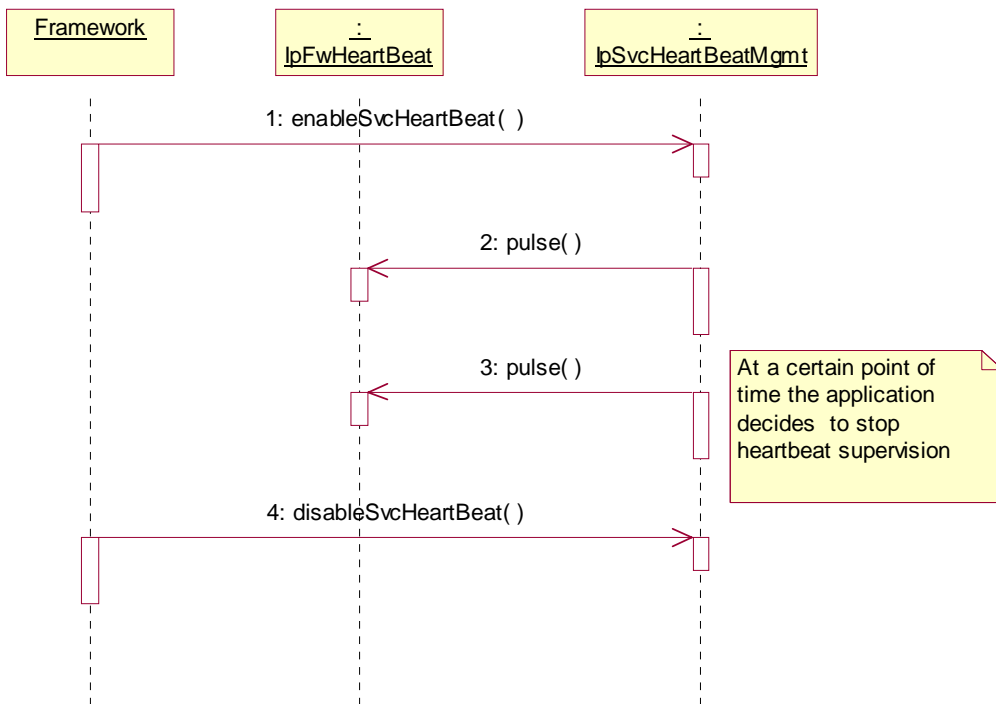 Framework
:
IpFwHeartBeat
:
IpSvcHeartBeatMgmt
1: enableSvcHeartBeat( )
2: pulse( )
3: pulse( )
At a certain point of
time the application
decides to stop
heartbeat supervision
4: disableSvcHeartBeat( )